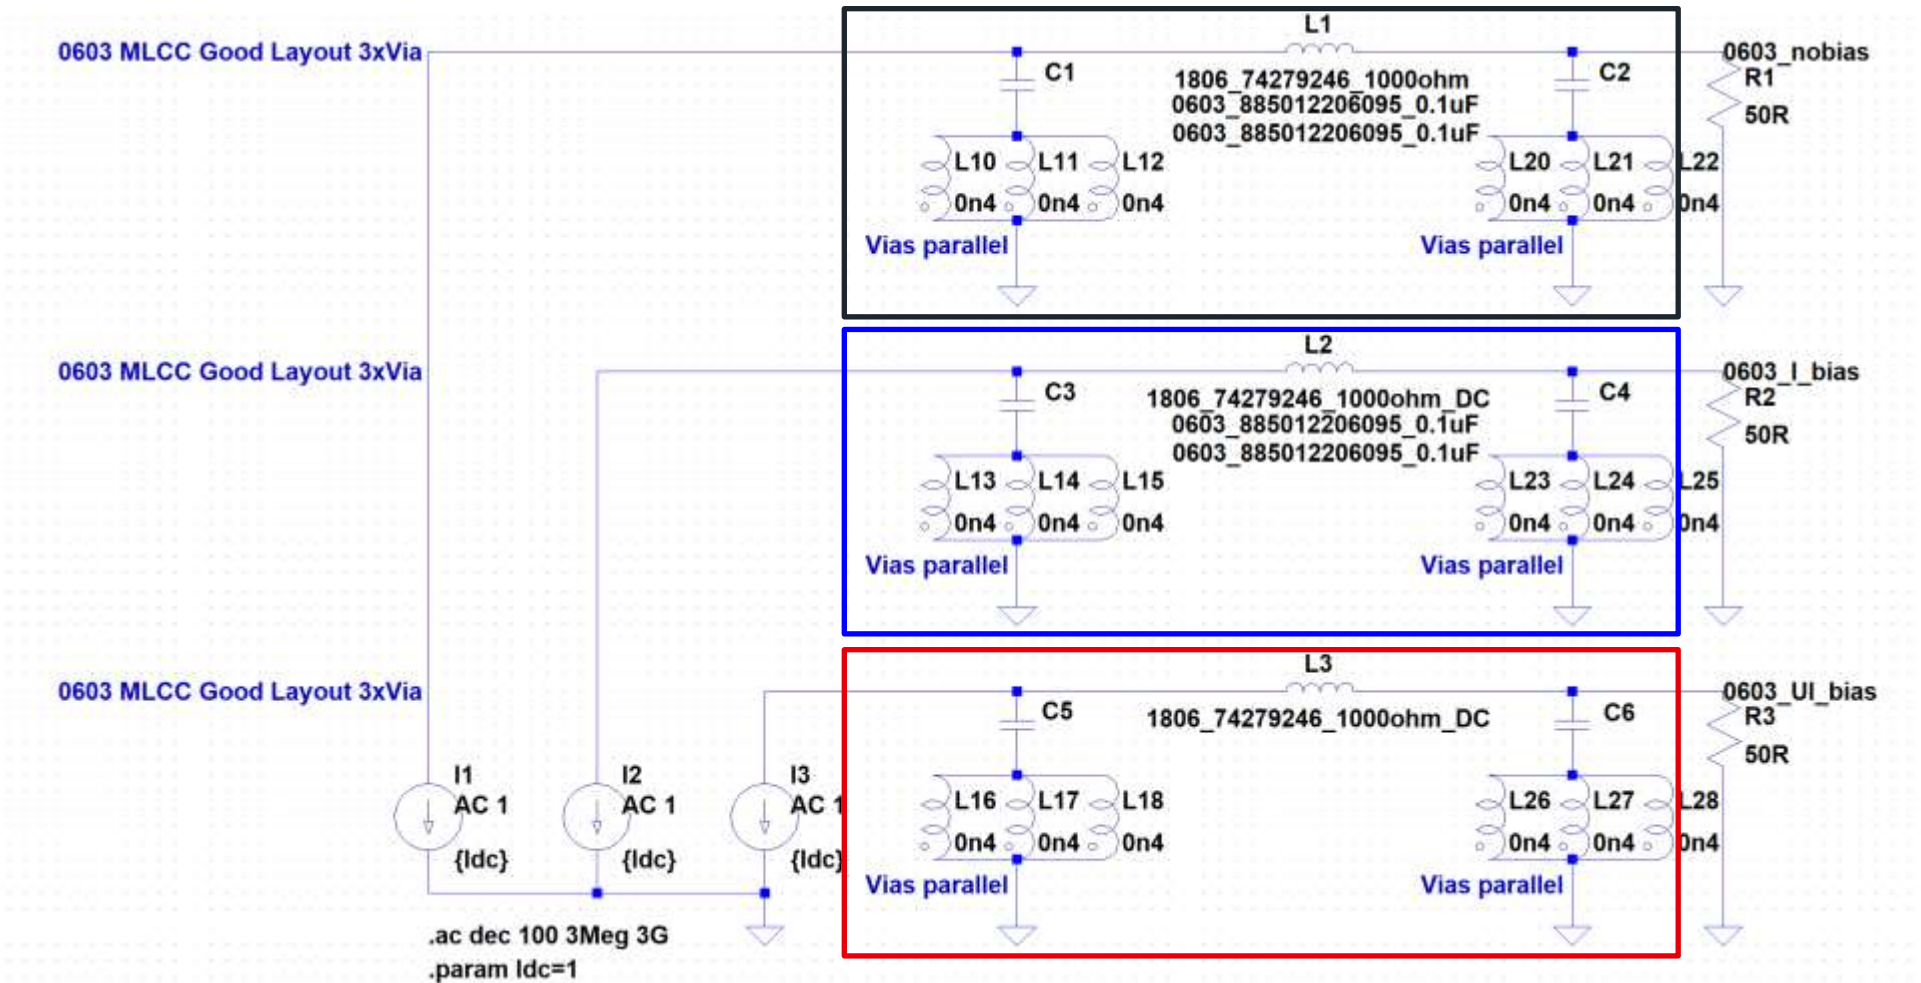 L1
0603 MLCC Good Layout 3xVia
0603_nobias
C1
C2
R1
50R
1806_74279246_1000ohm
0603_885012206095_0.1uF
0603_885012206095_0.1uF
L10 L11 L12
L20 L21 L22
0n4 0n4 0n4
0n4 0n4 0n4
Vias parallel
Vias parallel
L2
0603 MLCC Good Layout 3xVia
0603_I_bias
C3
C4
R2
50R
1806_74279246_1000ohm_DC
0603_885012206095_0.1uF
0603_885012206095_0.1uF
L13 L14 L15
L23 L24 L25
0n4 0n4 0n4
0n4 0n4 0n4
Vias parallel
Vias parallel
L3
0603 MLCC Good Layout 3xVia
0603_UI_bias
C5
C6
R3
50R
1806_74279246_1000ohm_DC
L16 L17 L18
L26 L27 L28
0n4 0n4 0n4
0n4 0n4 0n4
Vias parallel
Vias parallel
I1
AC 1
{Idc}
I2
AC 1
{Idc}
I3
AC 1
{Idc}
.ac dec 100 3Meg 3G
.param Idc=1